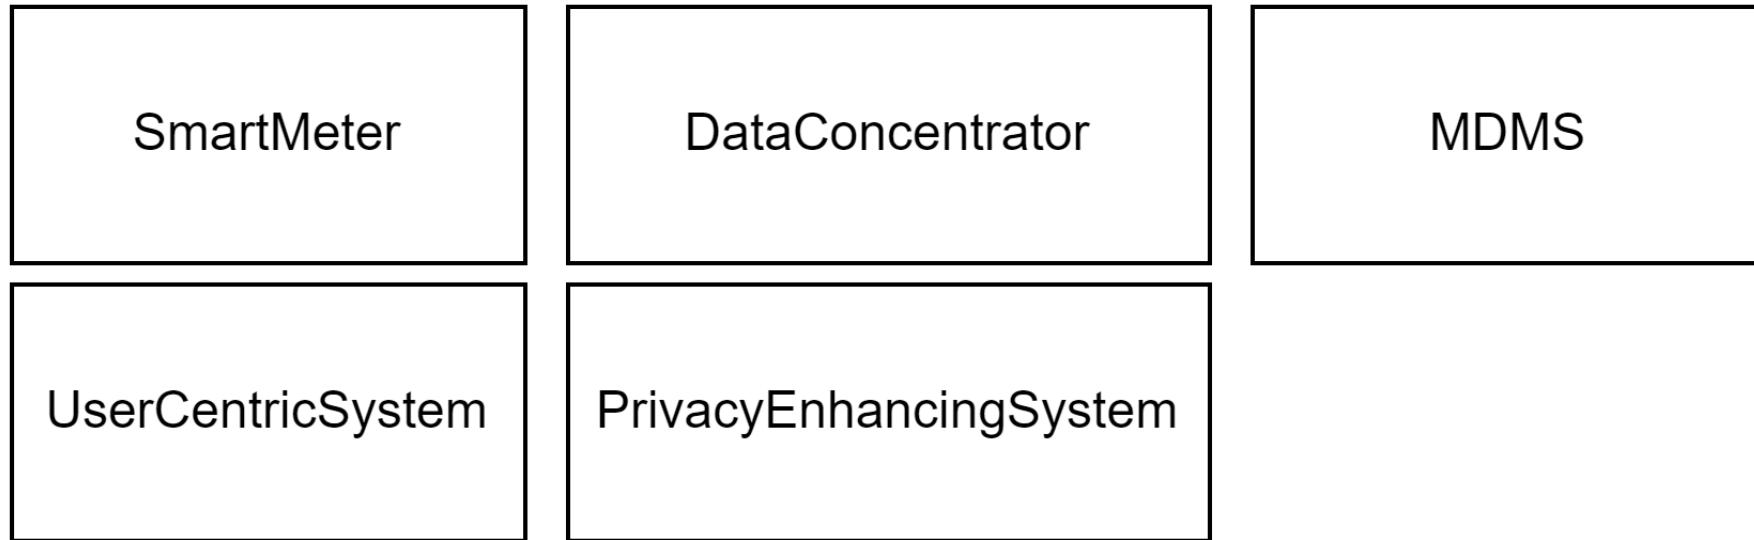 SmartMeter
DataConcentrator
MDMS
UserCentricSystem
PrivacyEnhancingSystem